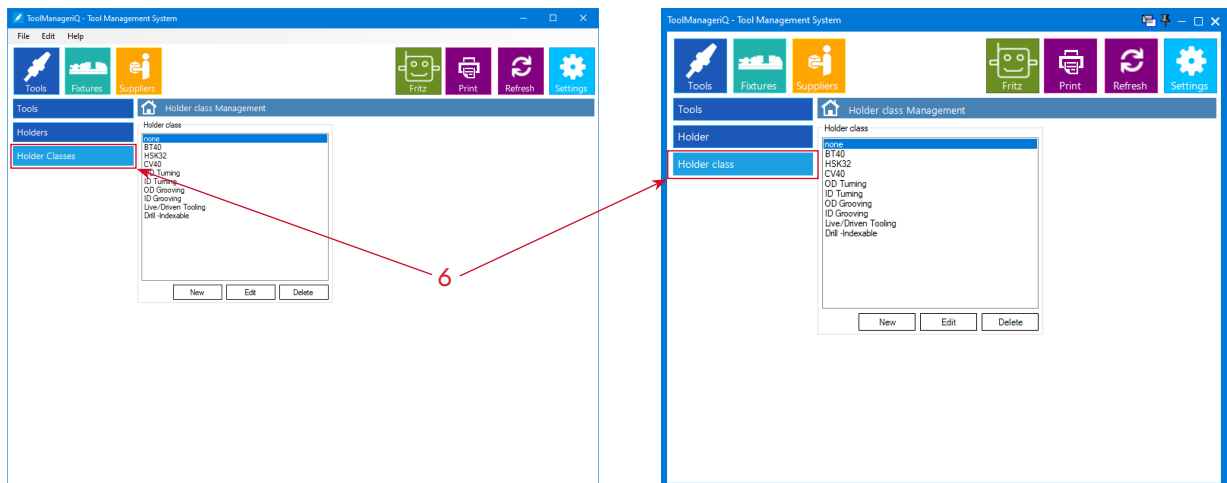 ToolManageriQ - Tool Management System
File Edit Help
Tools Fixtures Suppliers Fritz Print Refresh Settings
Tools
Holder class Management
Holders
Holder Classes
Holder class
none
BT40
HSK32
CV40
OD Turning
ID Turning
OD Grooving
ID Grooving
Live/Driven Tooling
Drill -Indexable
New Edit Delete
6
ToolManageriQ - Tool Management System
Tools Fixtures Suppliers Fritz Print Refresh Settings
Tools
Holder class Management
Holder
Holder class
Holder class
none
BT40
HSK32
CV40
OD Turning
ID Turning
OD Grooving
ID Grooving
Live/Driven Tooling
Drill -Indexable
New Edit Delete